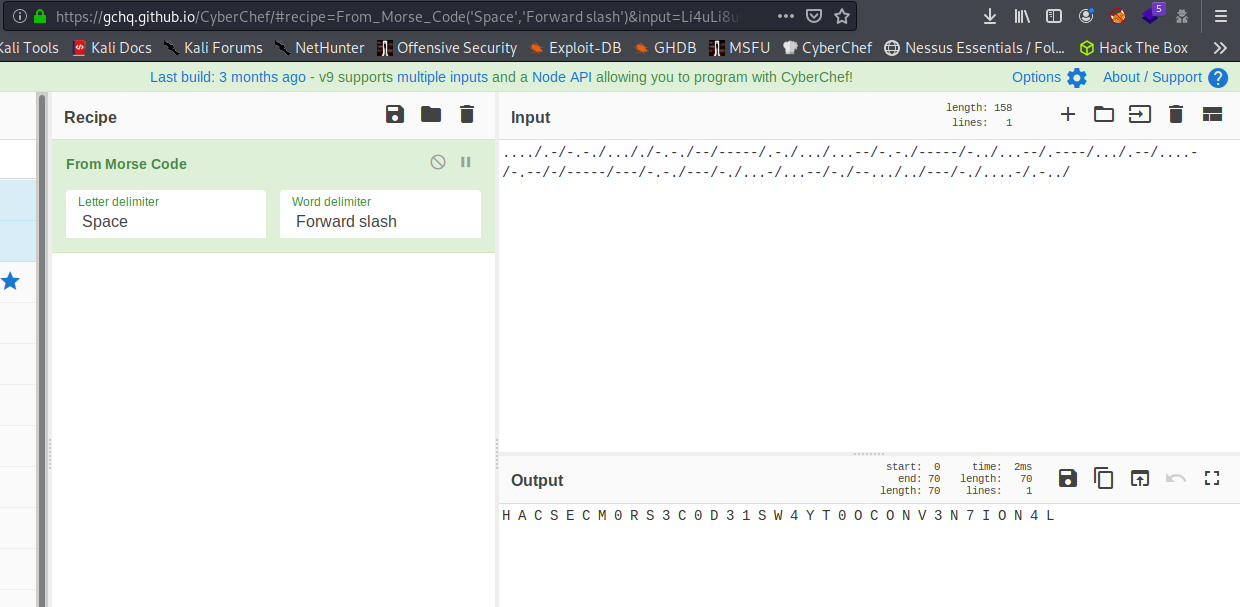 https://gchq.github.io/CyberChef/#recipe=From_Morse_Code('Space','Forward slash')&input=Li4uLi8u
Kali Tools Kali Docs Kali Forums NetHunter Offensive Security Exploit-DB GHDB MSFU CyberChef Nessus Essentials / Fol... Hack The Box
Last build: 3 months ago - v9 supports multiple inputs and a Node API allowing you to program with CyberChef!
Options About / Support
5
Recipe
From Morse Code
Letter delimiter
Space
Word delimiter
Forward slash
Input
length: 158
lines: 1
..../.-/-.-./..././-.-./--/-----/.-./.../...--/-.-./-----/-../...--/.----/.../.--/....-
/-.--/-/-----/---/-.-./---/-./...-/...--/-./--.../../---/-./....-/.-../
Output
start: 0
end: 70
length: 70
time: 2ms
length: 70
lines: 1
H A C S E C M 0 R S 3 C 0 D 3 1 S W 4 Y T 0 O C O N V 3 N 7 I O N 4 L